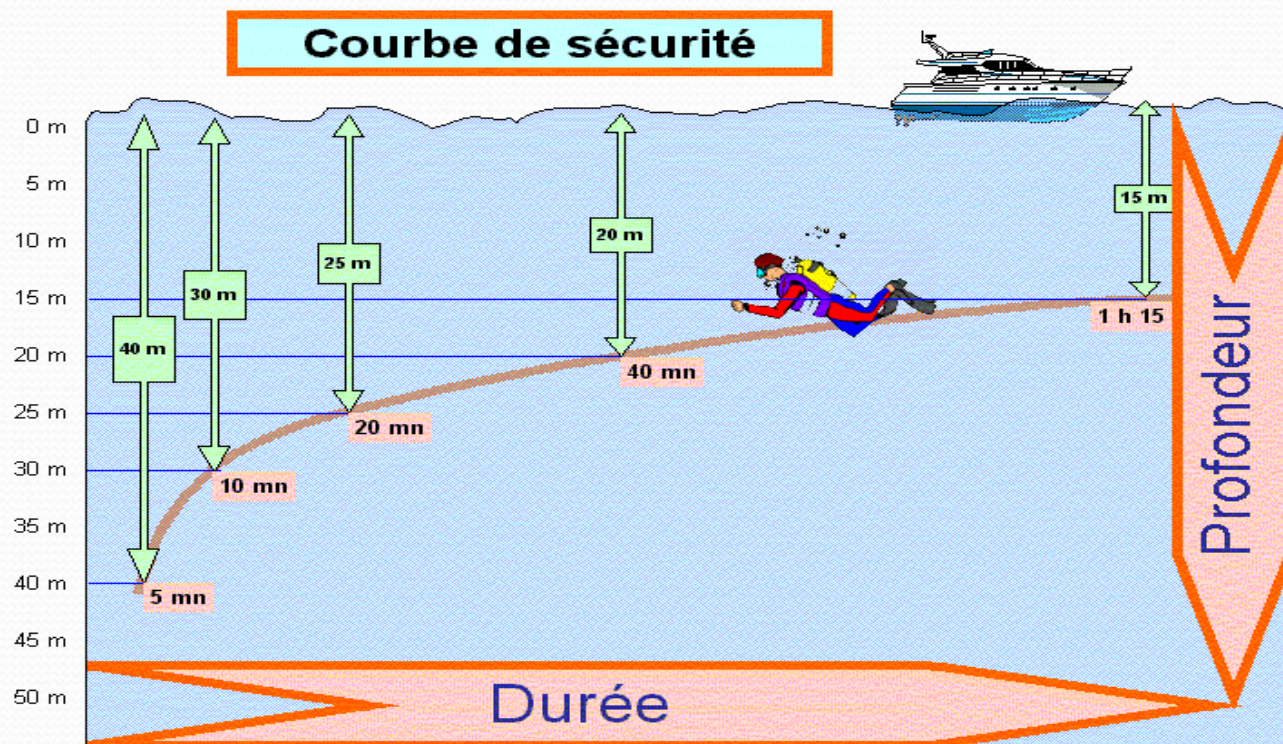 Courbe de sécurité
0 m
5 m
10 m
15 m
20 m
25 m
30 m
35 m
40 m
45 m
50 m
40 m
30 m
25 m
20 m
15 m
5 mn
10 mn
20 mn
40 mn
1 h 15
Profondeur
Durée